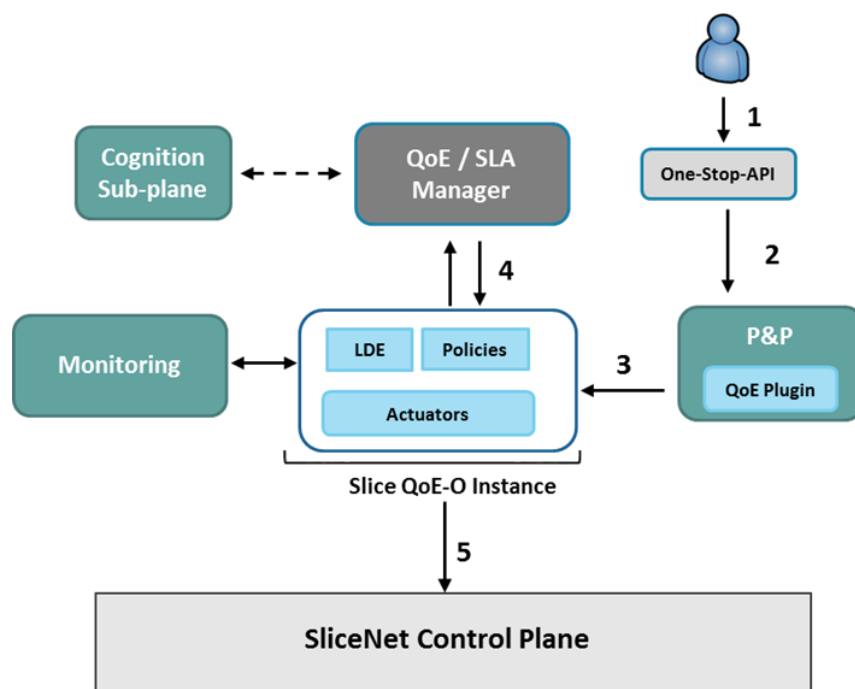 1
Cognition
Sub-plane
QoE / SLA
Manager
One-Stop-API
2
4
Monitoring
LDE
Policies
Actuators
3
P&P
QoE Plugin
Slice QoE-O Instance
5
SliceNet Control Plane